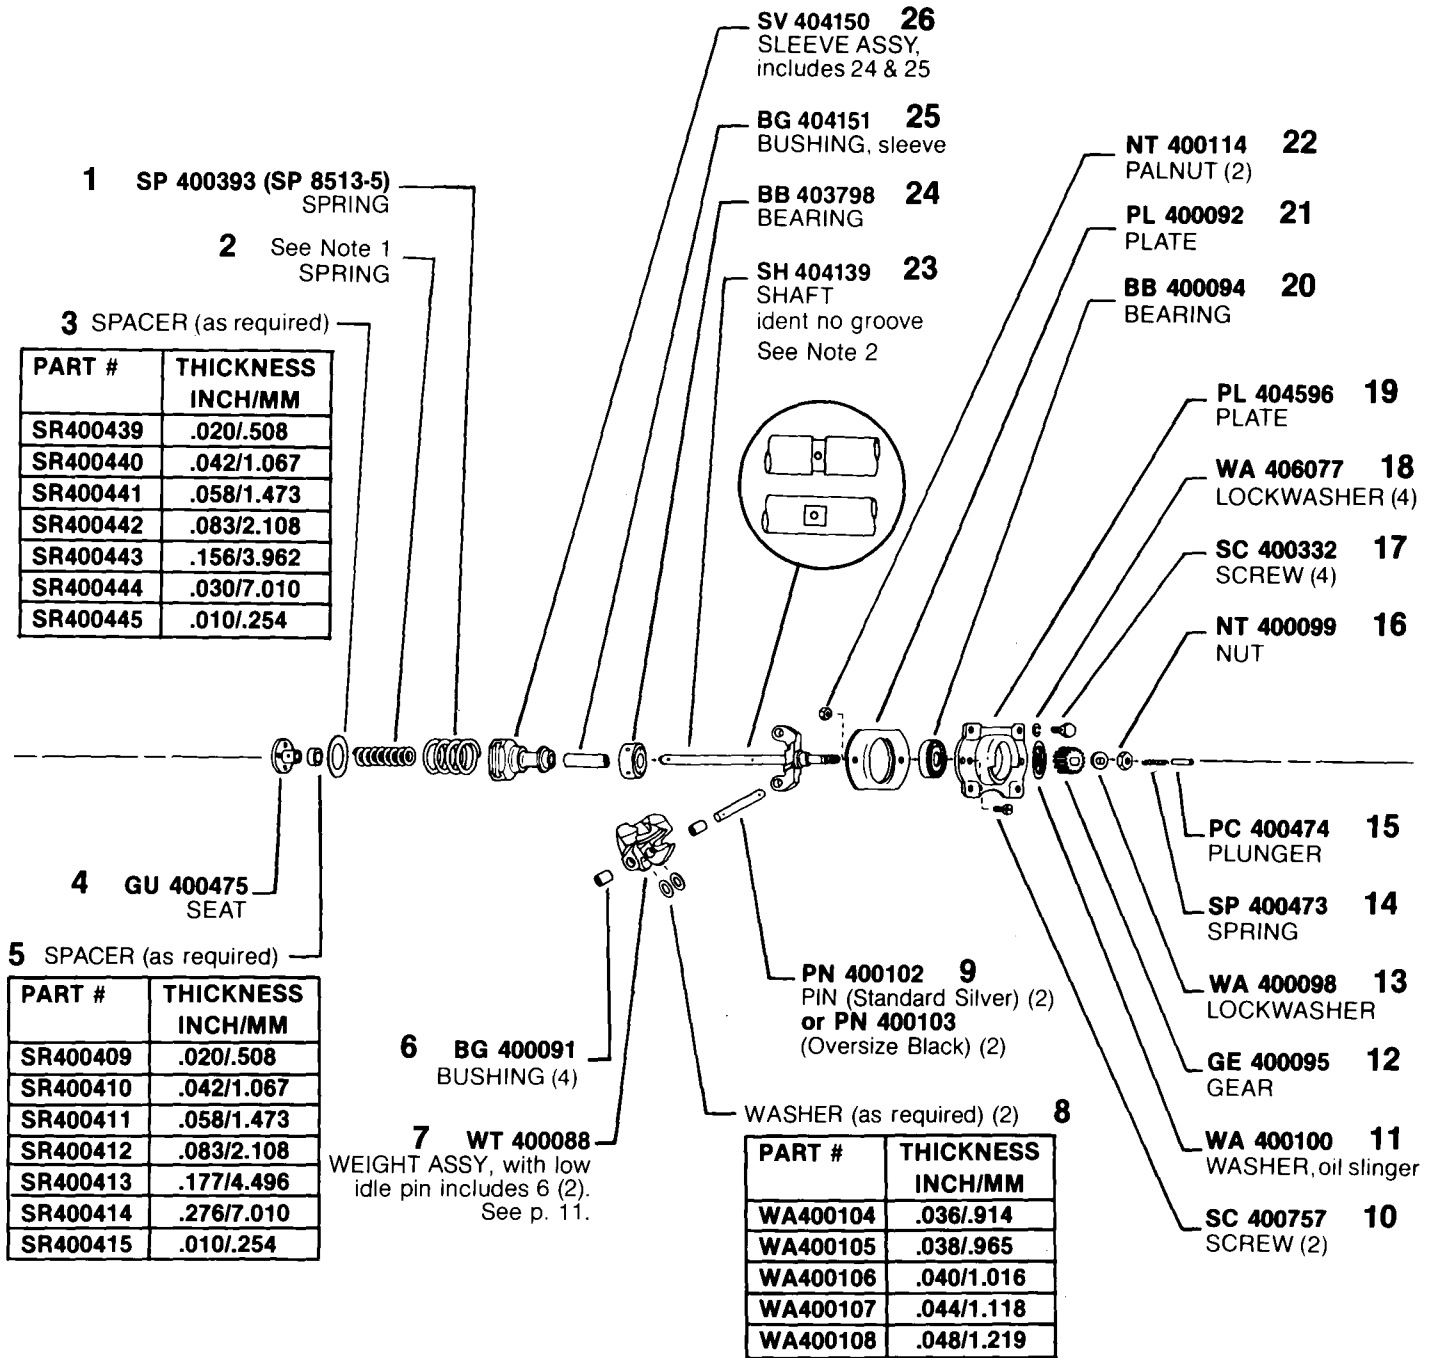 SV 404150 26
SLEEVE ASSY,
includes 24 & 25
BG 404151 25
BUSHING, sleeve
BB 403798 24
BEARING
SH 404139 23
SHAFT
ident no groove
See Note 2
NT 400114 22
PALNUT (2)
PL 400092 21
PLATE
BB 400094 20
BEARING
PL 404596 19
PLATE
WA 406077 18
LOCKWASHER (4)
SC 400332 17
SCREW (4)
NT 400099 16
NUT
1 SP 400393 (SP 8513-5)
SPRING
2 See Note 1
SPRING
3 SPACER (as required)
PART # THICKNESS
INCH/MM
SR400439 .020/.508
SR400440 .042/1.067
SR400441 .058/1.473
SR400442 .083/2.108
SR400443 .156/3.962
SR400444 .030/7.010
SR400445 .010/.254
4 GU 400475
SEAT
5 SPACER (as required)
PART # THICKNESS
INCH/MM
SR400409 .020/.508
SR400410 .042/1.067
SR400411 .058/1.473
SR400412 .083/2.108
SR400413 .177/4.496
SR400414 .276/7.010
SR400415 .010/.254
6 BG 400091
BUSHING (4)
7 WT 400088
WEIGHT ASSY, with low
idle pin includes 6 (2).
See p. 11.
PN 400102 9
PIN (Standard Silver) (2)
or PN 400103
(Oversize Black) (2)
WASHER (as required) (2) 8
PART # THICKNESS
INCH/MM
WA400104 .036/.914
WA400105 .038/.965
WA400106 .040/1.016
WA400107 .044/1.118
WA400108 .048/1.219
PC 400474 15
PLUNGER
SP 400473 14
SPRING
WA 400098 13
LOCKWASHER
GE 400095 12
GEAR
WA 400100 11
WASHER, oil slinger
SC 400757 10
SCREW (2)